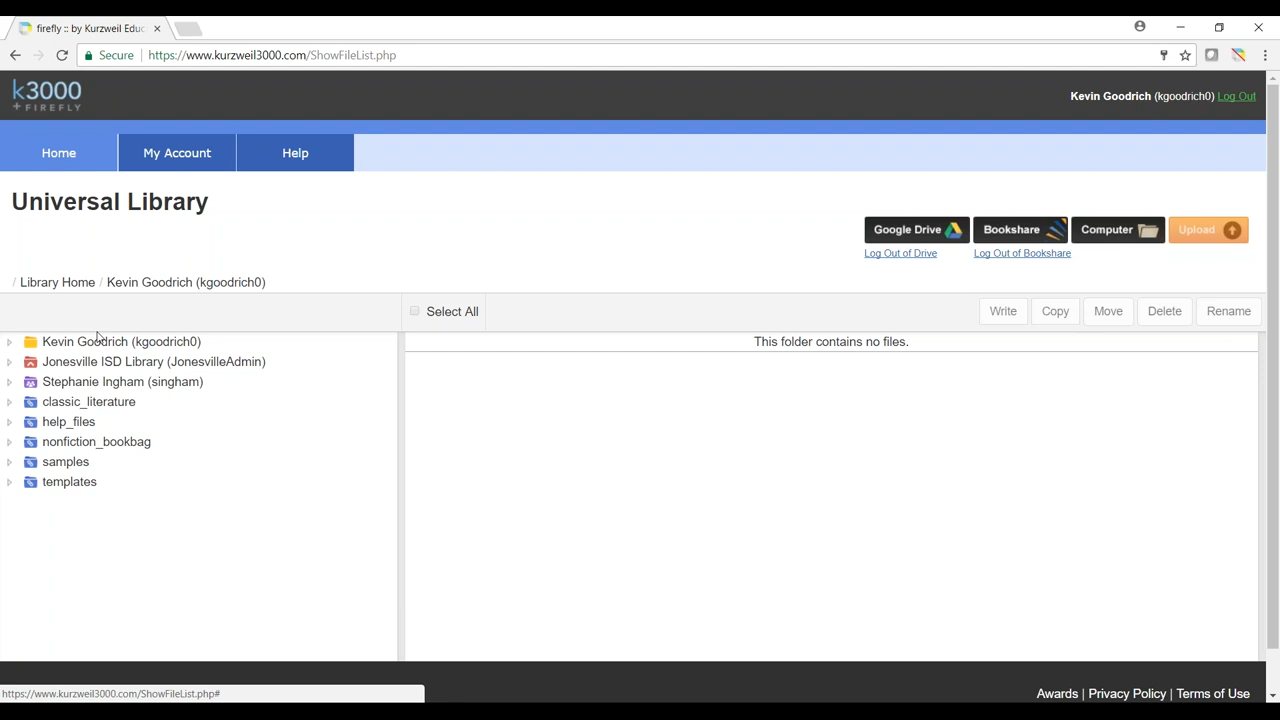 firefly :: by Kurzweil Educ
Secure https://www.kurzweil3000.com/ShowFileList.php
k3000
+FIREFLY
Kevin Goodrich (kgoodrich0) Log Out
Home My Account Help
Universal Library
Google Drive Bookshare Computer Upload
Log Out of Drive Log Out of Bookshare
/ Library Home / Kevin Goodrich (kgoodrich0)
Select All Write Copy Move Delete Rename
Kevin Goodrich (kgoodrich0)
This folder contains no files.
Jonesville ISD Library (JonesvilleAdmin)
Stephanie Ingham (singham)
classic_literature
help_files
nonfiction_bookbag
samples
templates
https://www.kurzweil3000.com/ShowFileList.php#
Awards | Privacy Policy | Terms of Use